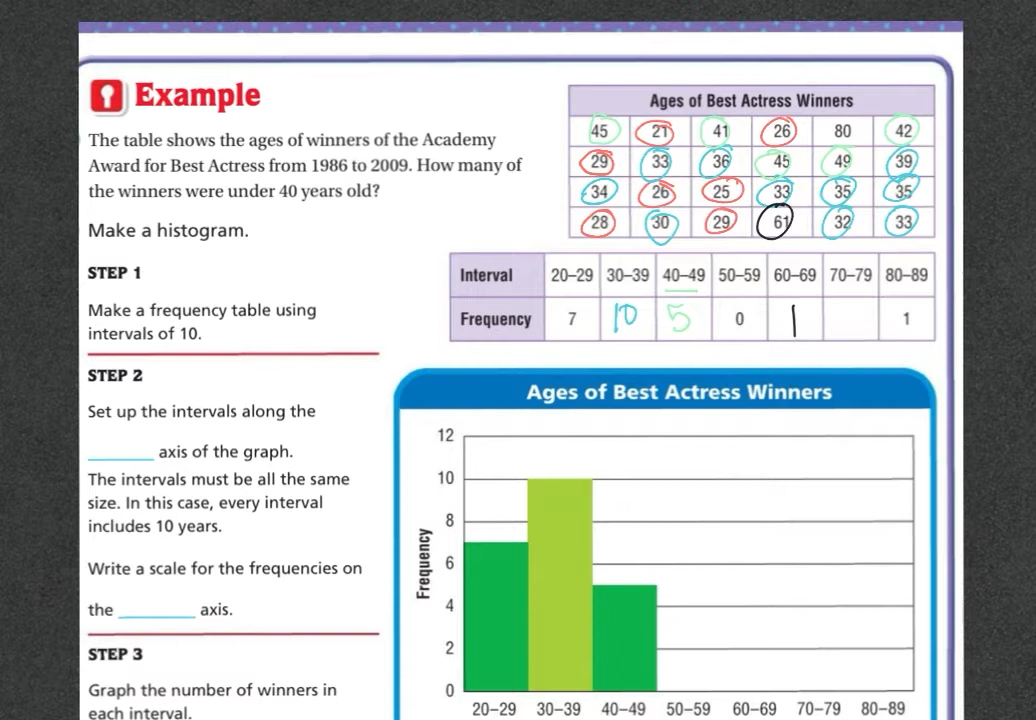 Example
The table shows the ages of winners of the Academy
Award for Best Actress from 1986 to 2009. How many of
the winners were under 40 years old?
Make a histogram.
Ages of Best Actress Winners
45 21 41 26 80 42
29 33 36 45 49 39
34 26 25 33 35 35
28 30 29 61 32 33
STEP 1
Make a frequency table using
intervals of 10.
Interval 20–29 30–39 40–49 50–59 60–69 70–79 80–89
Frequency 7 10 5 0 1 1
STEP 2
Set up the intervals along the
_______ axis of the graph.
The intervals must be all the same
size. In this case, every interval
includes 10 years.
Write a scale for the frequencies on
the ________ axis.
STEP 3
Graph the number of winners in
each interval.
Ages of Best Actress Winners
Frequency
12
10
8
6
4
2
0
20–29 30–39 40–49 50–59 60–69 70–79 80–89